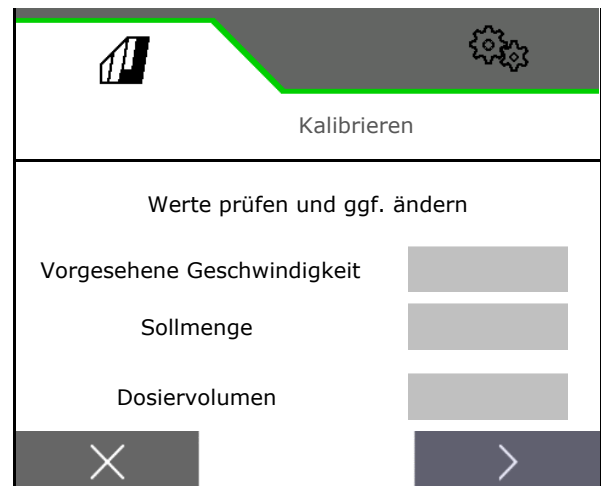 Kalibrieren
Werte prüfen und ggf. ändern
Vorgesehene Geschwindigkeit
Sollmenge
Dosiervolumen